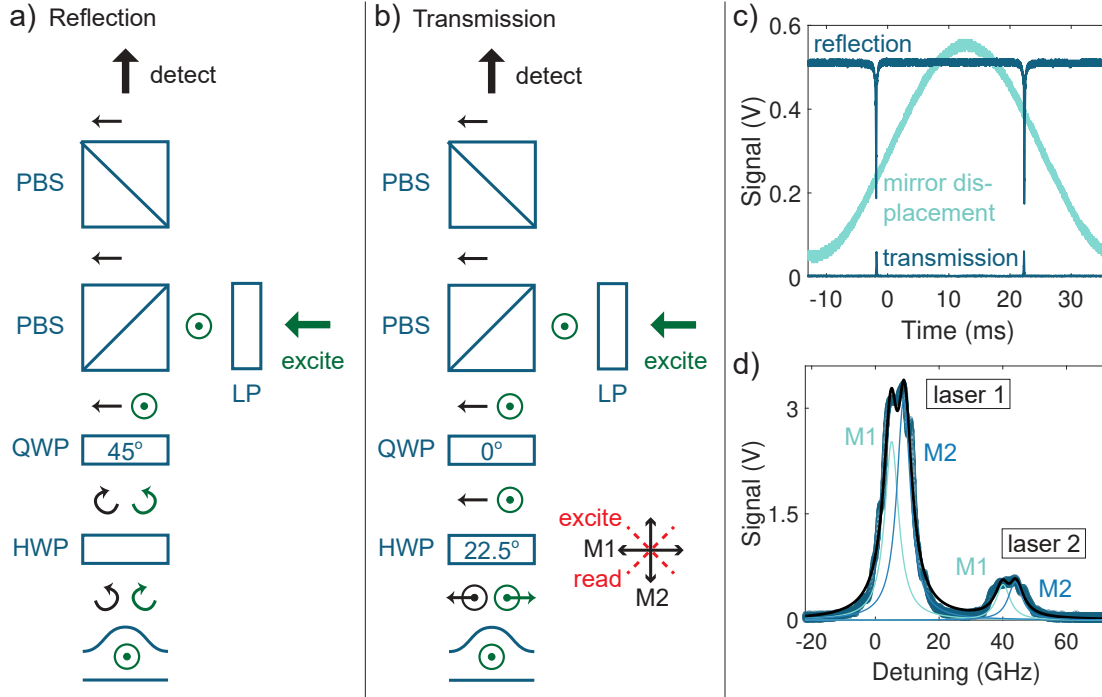 a) Reflection
detect
PBS
PBS
excite
LP
QWP 45°
HWP
b) Transmission
detect
PBS
PBS
excite
LP
QWP 0°
HWP 22.5°
excite
M1
read
M2
c)
0.6
0.4
0.2
0
Signal (V)
reflection
mirror dis-
placement
transmission
-10 0 10 20 30
Time (ms)
d)
3
1.5
0
Signal (V)
laser 1
M1
M2
laser 2
M1
M2
-20 0 20 40 60
Detuning (GHz)